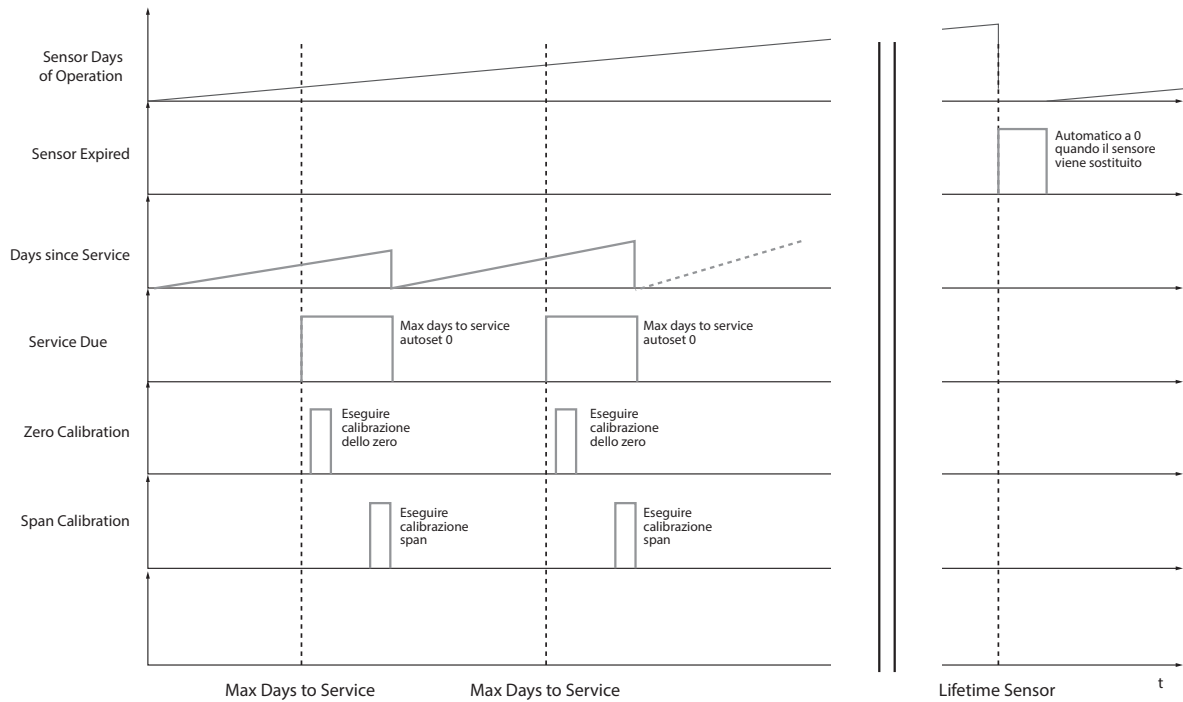 Sensor Days
of Operation
Sensor Expired
Automatico a 0
quando il sensore
viene sostituito
Days since Service
Service Due
Max days to service
autoset 0
Max days to service
autoset 0
Zero Calibration
Eseguire
calibrazione
dello zero
Eseguire
calibrazione
dello zero
Span Calibration
Eseguire
calibrazione
span
Eseguire
calibrazione
span
Max Days to Service
Max Days to Service
Lifetime Sensor
t